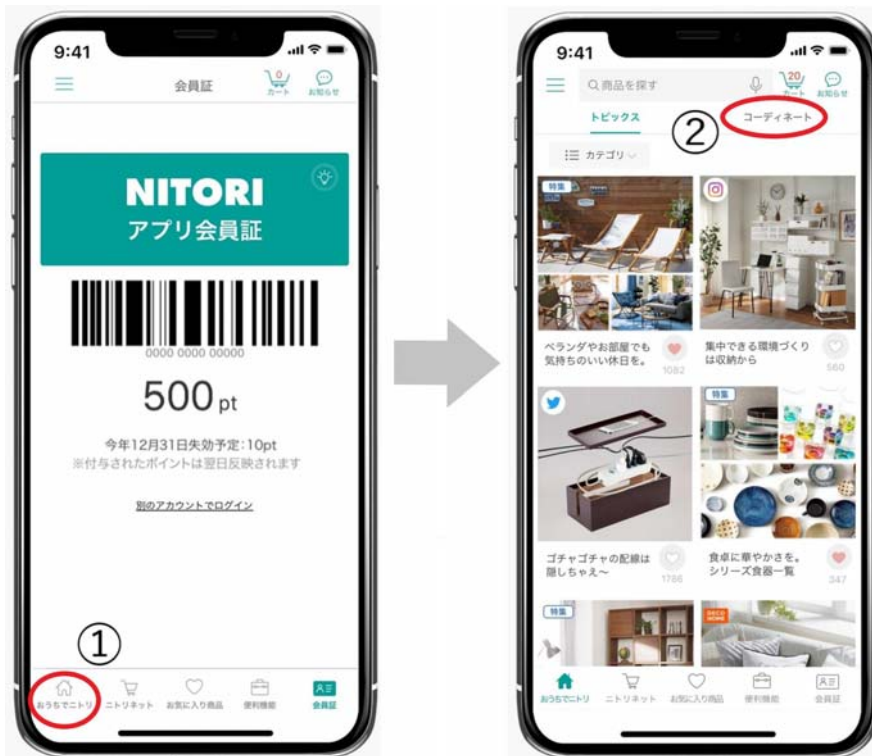 9:41
会員証
0
カート
お知らせ
NITORI
アプリ会員証
0000 0000 00000
500 pt
今年12月31日失効予定:10pt
※付与されたポイントは翌日反映されます
別のアカウントでログイン
①
おうちでニトリ
ニトリネット
お気に入り商品
便利機能
会員証
9:41
商品を探す
20
カート
お知らせ
トピックス
②
コーディネート
カテゴリ
特集
ベランダやお部屋でも
気持ちのいい休日を。
1082
集中できる環境づくり
は収納から
560
特集
ゴチャゴチャの配線は
隠しちゃえ〜
1786
食卓に華やかさを。
シリーズ食器一覧
347
特集
DECO
HOME
おうちでニトリ
ニトリネット
お気に入り商品
便利機能
会員証